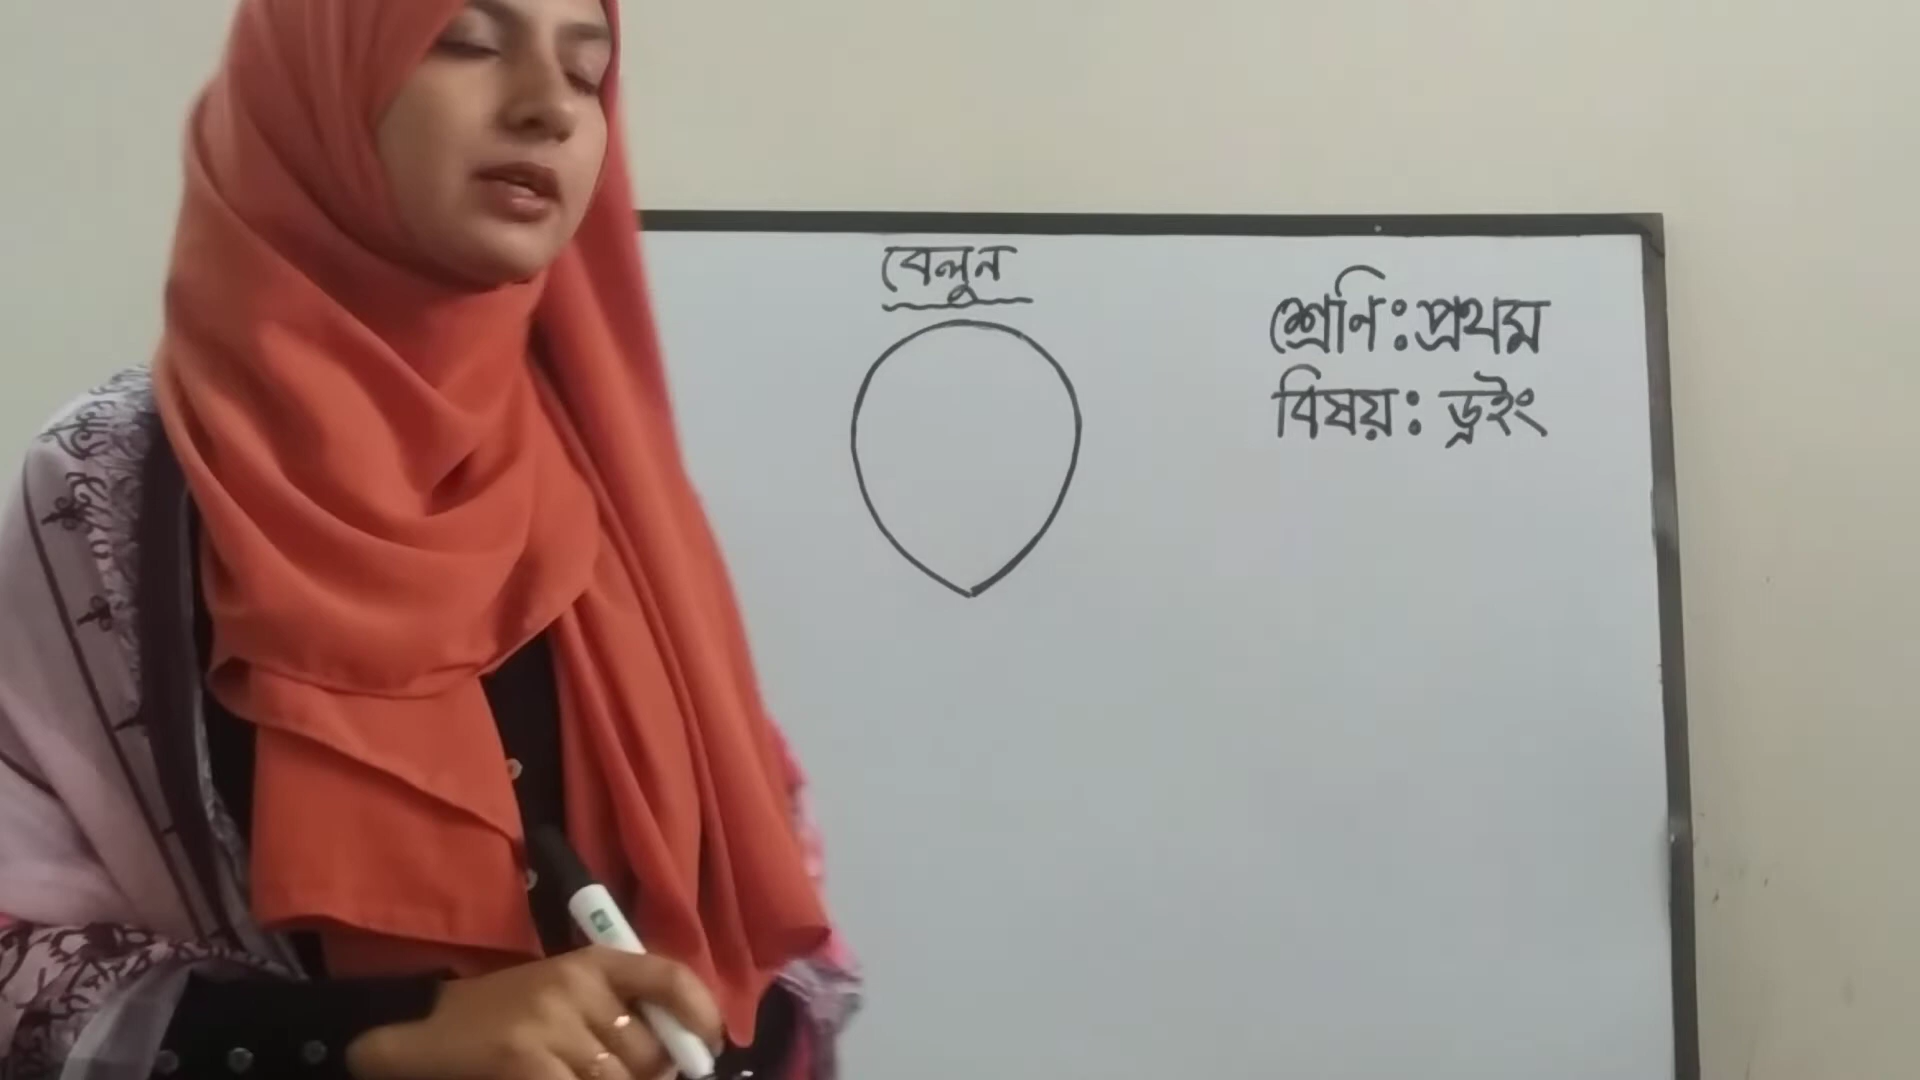 বেলুন
শ্রেণি : প্রথম
বিষয় : ড্রইং